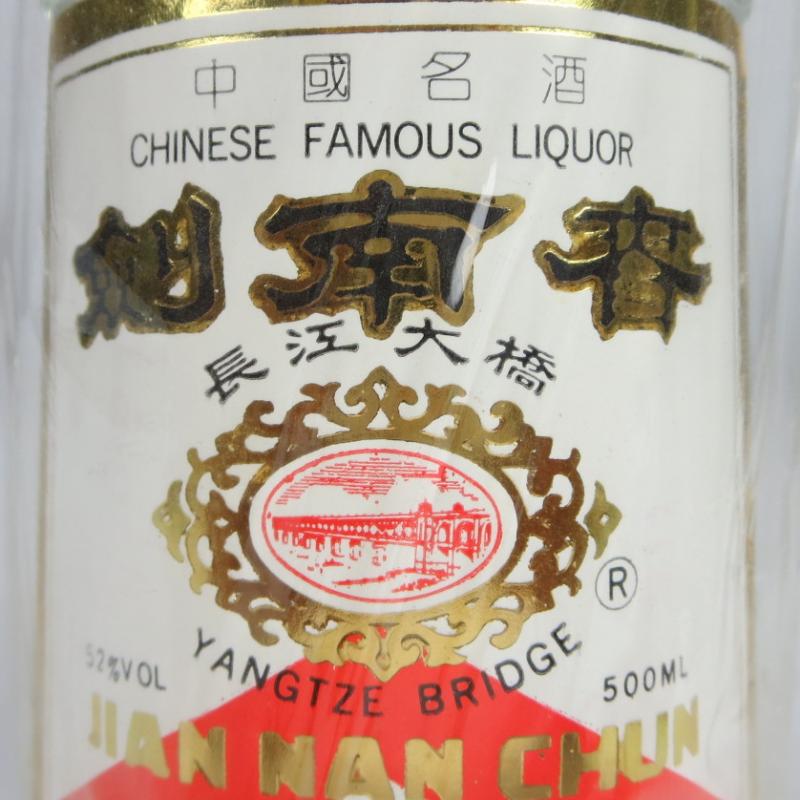 中國名酒
CHINESE FAMOUS LIQUOR
劍南春
長江大橋
®
YANGTZE BRIDGE
52%VOL
500ML
JIAN NAN CHUN